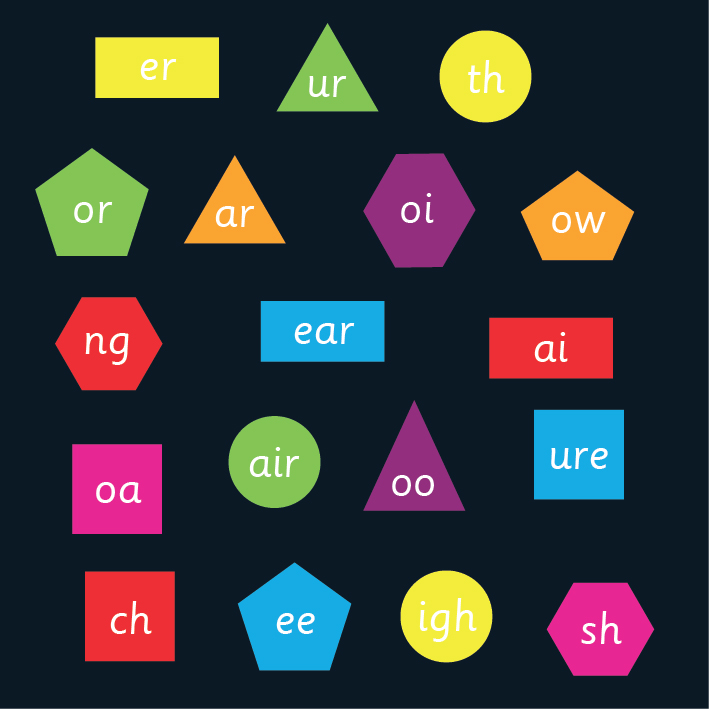 er ur th
or ar oi ow
ng ear ai
oa air oo ure
ch ee igh sh